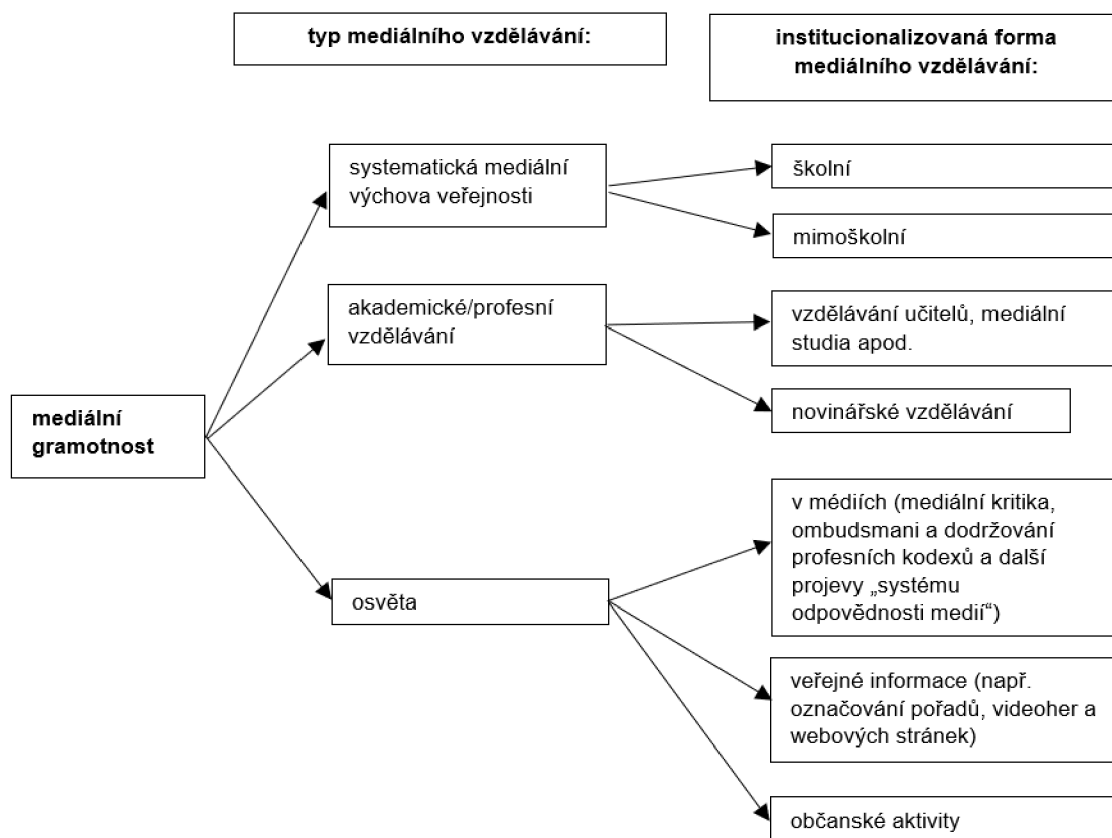 typ mediálního vzdělávání:
institucionalizovaná forma
mediálního vzdělávání:
systematická mediální
výchova veřejnosti
školní
mimoškolní
akademické/profesní
vzdělávání
vzdělávání učitelů, mediální
studia apod.
novinářské vzdělávání
mediální
gramotnost
osvěta
v médiích (mediální kritika,
ombudsmani a dodržování
profesních kodexů a další
projevy „systému
odpovědnosti medií“)
veřejné informace (např.
označování pořadů, videoher a
webových stránek)
občanské aktivity